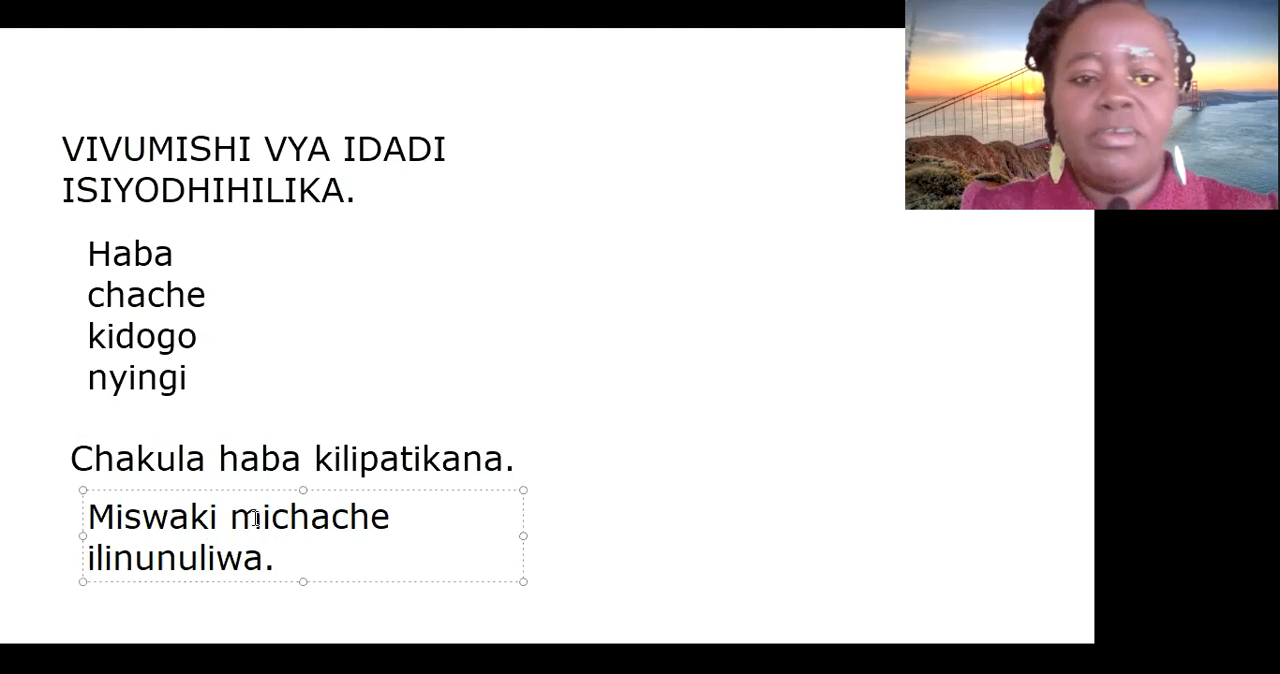 VIVUMISHI VYA IDADI
ISIYODHIHILIKA.
Haba
chache
kidogo
nyingi
Chakula haba kilipatikana.
Miswaki michache
ilinunuliwa.